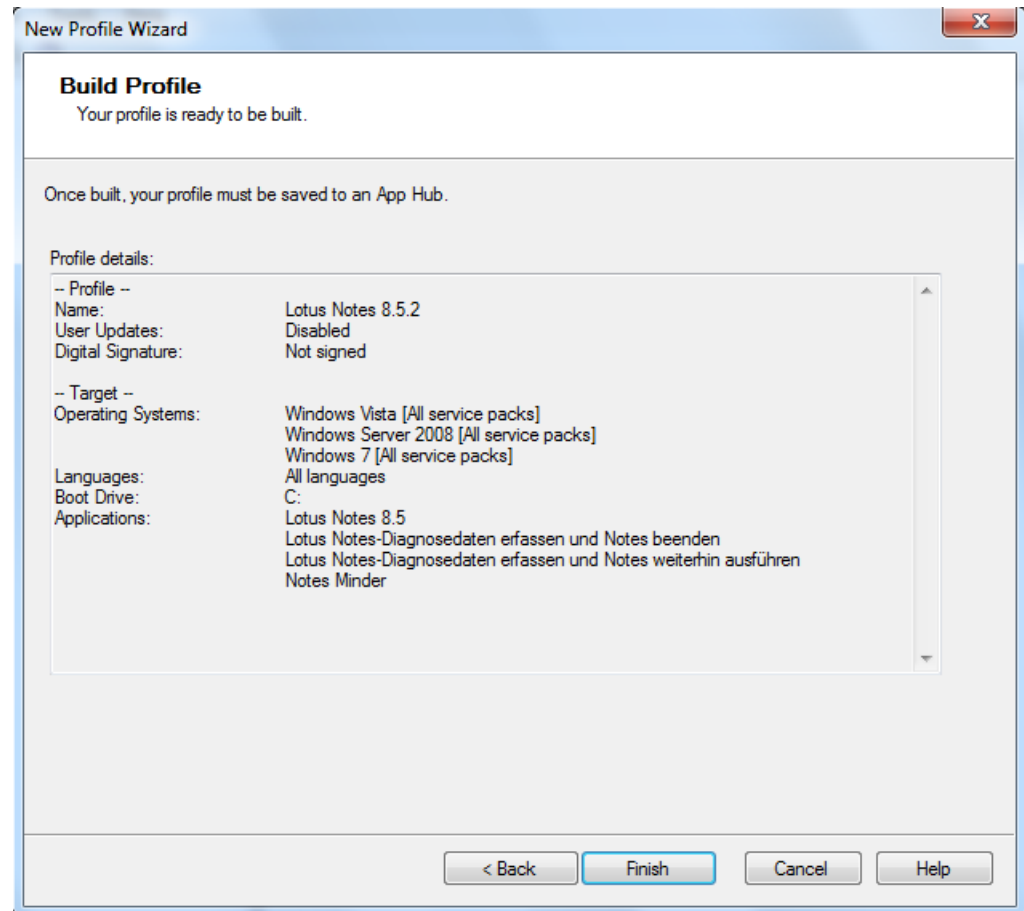 New Profile Wizard
Build Profile
Your profile is ready to be built.
Once built, your profile must be saved to an App Hub.
Profile details:
-- Profile --
Name: Lotus Notes 8.5.2
User Updates: Disabled
Digital Signature: Not signed
-- Target --
Operating Systems: Windows Vista [All service packs]
Windows Server 2008 [All service packs]
Windows 7 [All service packs]
Languages: All languages
Boot Drive: C:
Applications: Lotus Notes 8.5
Lotus Notes-Diagnosedaten erfassen und Notes beenden
Lotus Notes-Diagnosedaten erfassen und Notes weiterhin ausführen
Notes Minder
< Back Finish Cancel Help